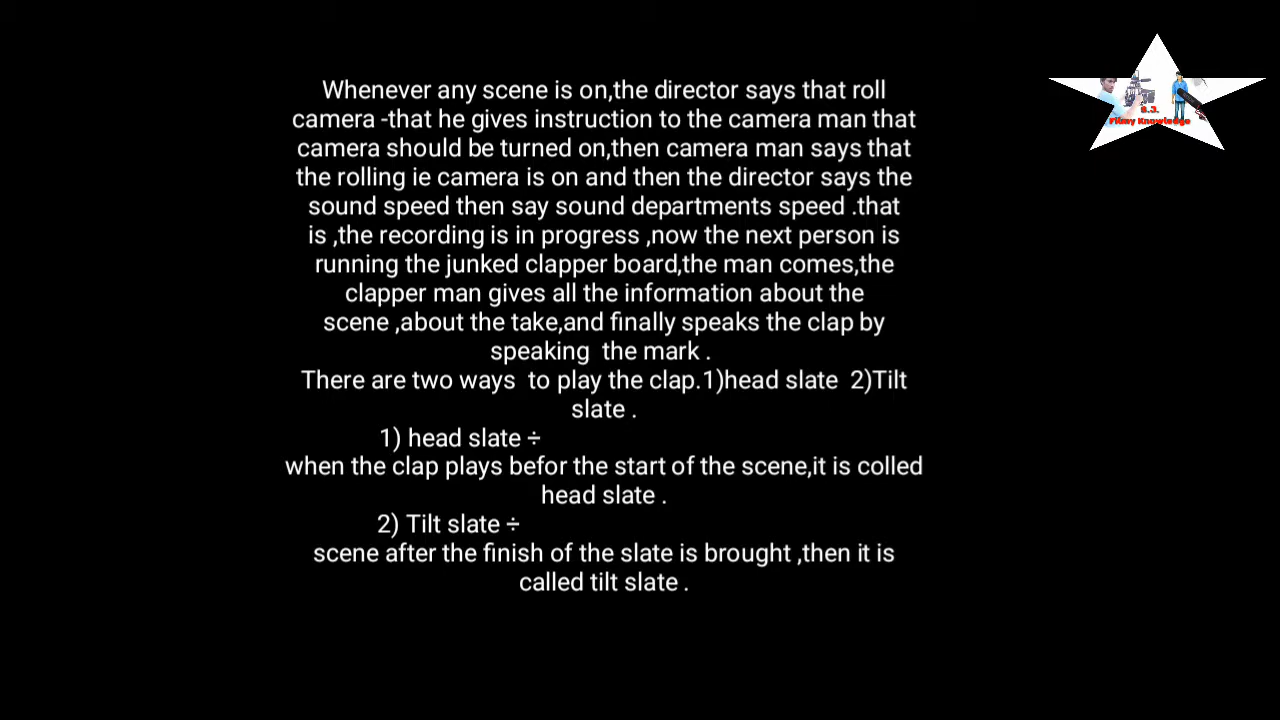 Whenever any scene is on,the director says that roll
camera -that he gives instruction to the camera man that
camera should be turned on,then camera man says that
the rolling ie camera is on and then the director says the
sound speed then say sound departments speed .that
is ,the recording is in progress ,now the next person is
running the junked clapper board,the man comes,the
clapper man gives all the information about the
scene ,about the take,and finally speaks the clap by
speaking  the mark .
There are two ways  to play the clap.1)head slate  2)Tilt
slate .
1) head slate ÷
when the clap plays befor the start of the scene,it is colled
head slate .
2) Tilt slate ÷
scene after the finish of the slate is brought ,then it is
called tilt slate .
Filmy Knowledge